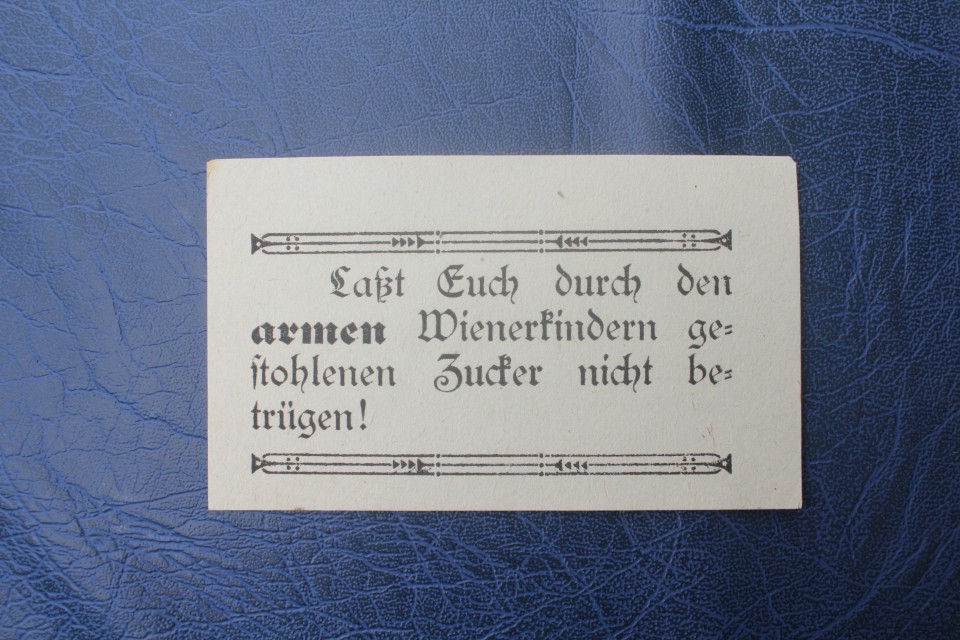 Laßt Euch durch den
armen Wienerkindern ge-
stohlenen Zucker nicht be-
trügen!